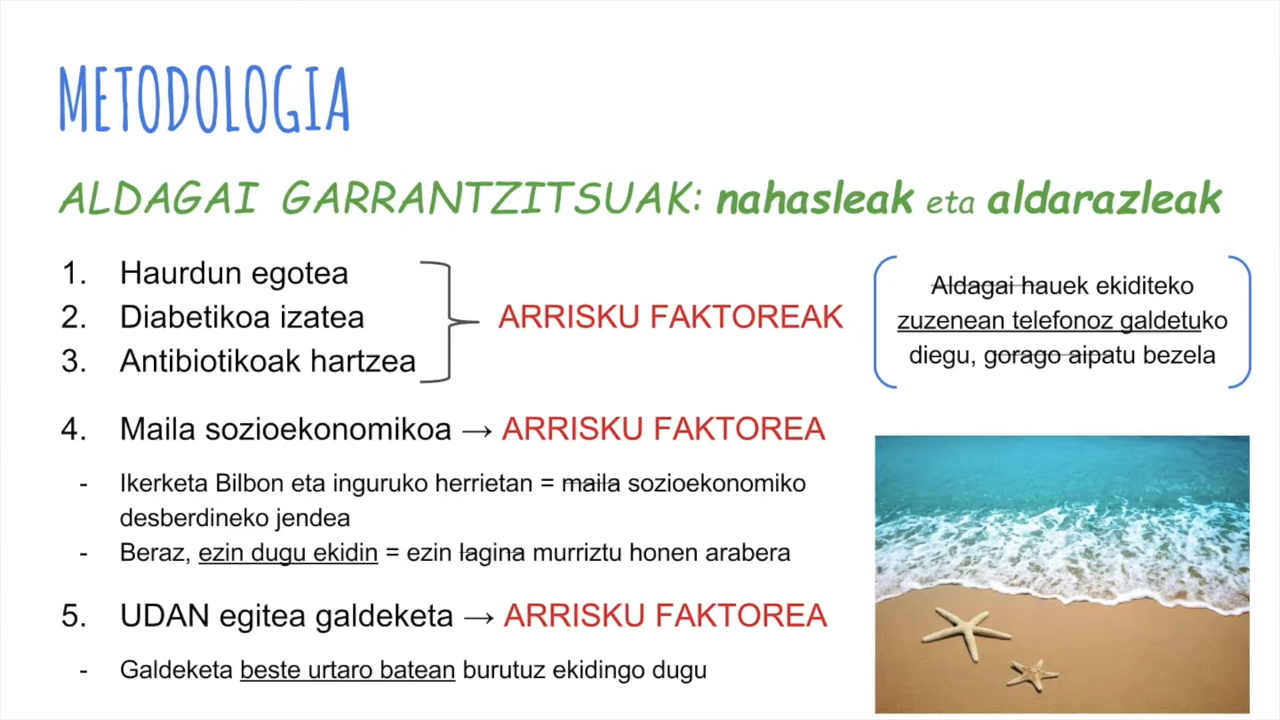 METODOLOGIA
ALDAGAI GARRANTZITSUAK: nahasleak eta aldarazleak
1. Haurdun egotea
2. Diabetikoa izatea
3. Antibiotikoak hartzea
ARRISKU FAKTOREAK
Aldagai hauek ekiditeko
zuzenean telefonoz galdetuko
diegu, gorago aipatu bezela
4. Maila sozioekonomikoa → ARRISKU FAKTOREA
- Ikerketa Bilbon eta inguruko herrietan = maila sozioekonomiko
desberdineko jendea
- Beraz, ezin dugu ekidin = ezin lagina murriztu honen arabera
5. UDAN egitea galdeketa → ARRISKU FAKTOREA
- Galdeketa beste urtaro batean burutuz ekidingo dugu